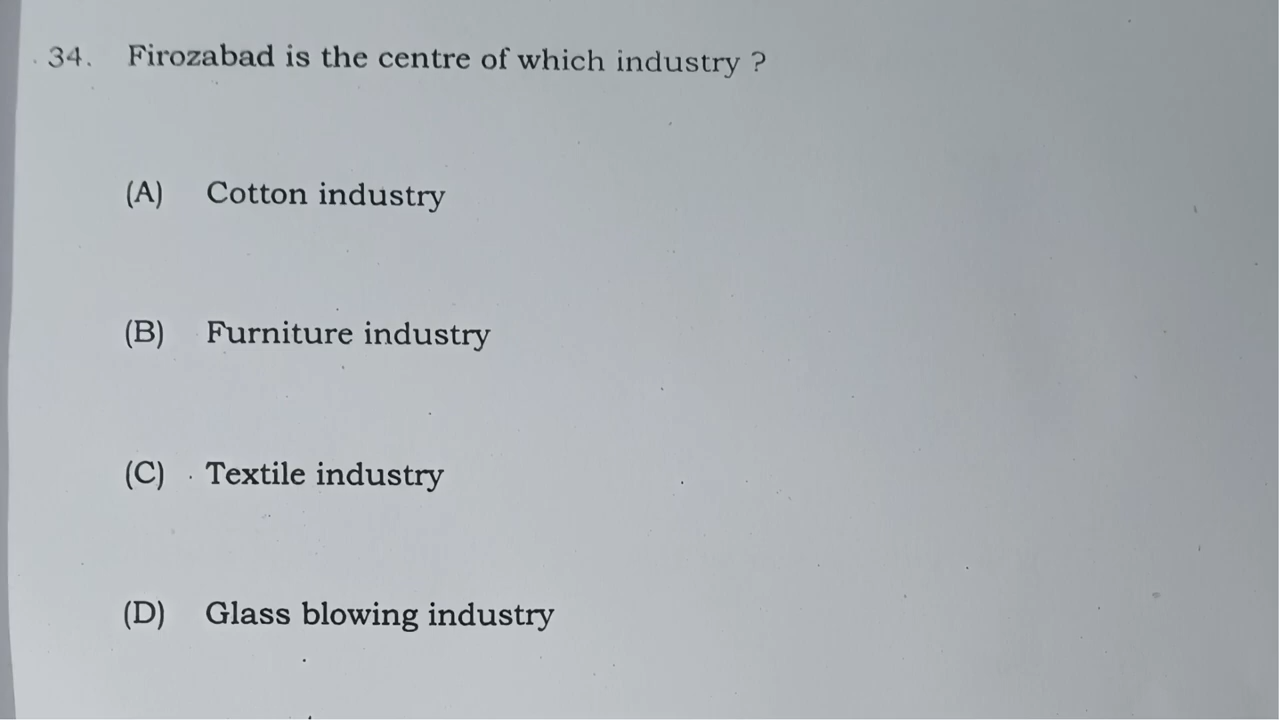 34. Firozabad is the centre of which industry ?
(A) Cotton industry
(B) Furniture industry
(C) Textile industry
(D) Glass blowing industry